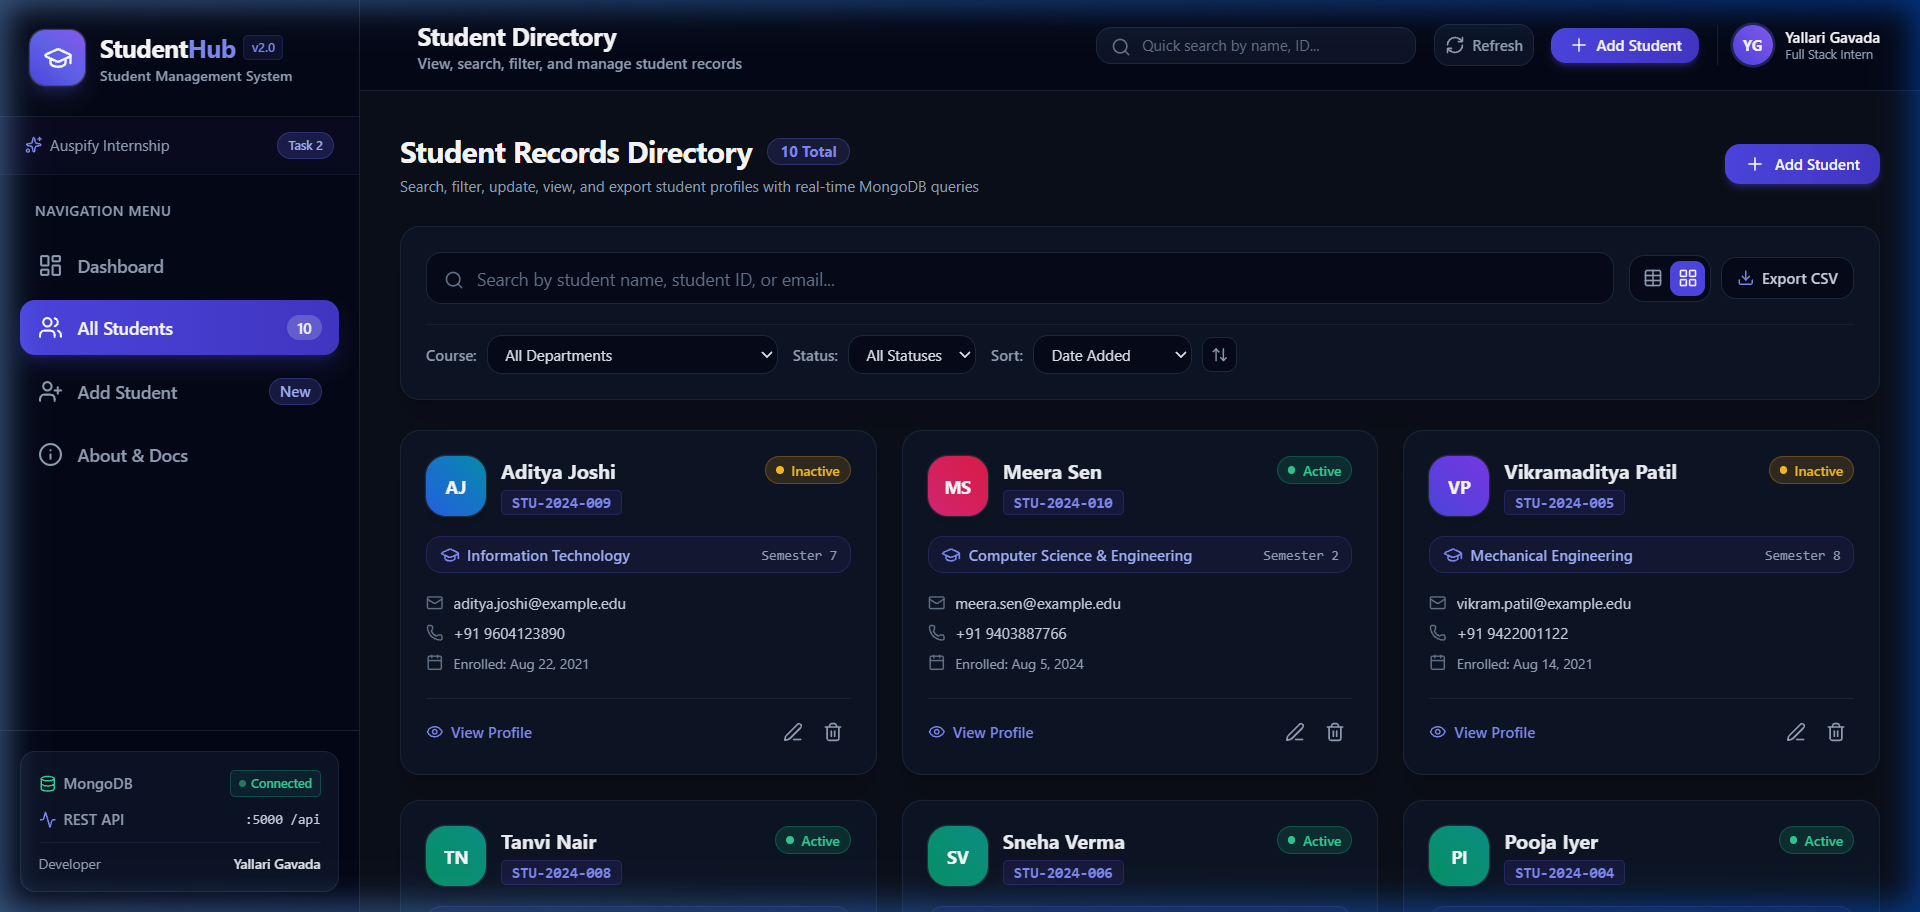 StudentHub v2.0
Student Management System
Auspify Internship Task 2
NAVIGATION MENU
Dashboard
All Students 10
Add Student New
About & Docs
MongoDB Connected
REST API :5000 /api
Developer Yallari Gavada
Student Directory
View, search, filter, and manage student records
Quick search by name, ID...
Refresh
Add Student
YG
Yallari Gavada
Full Stack Intern
Student Records Directory 10 Total
Search, filter, update, view, and export student profiles with real-time MongoDB queries
Add Student
Search by student name, student ID, or email...
Export CSV
Course: All Departments Status: All Statuses Sort: Date Added
AJ
Aditya Joshi
Inactive
STU-2024-009
Information Technology Semester 7
aditya.joshi@example.edu
+91 9604123890
Enrolled: Aug 22, 2021
View Profile
MS
Meera Sen
Active
STU-2024-010
Computer Science & Engineering Semester 2
meera.sen@example.edu
+91 9403887766
Enrolled: Aug 5, 2024
View Profile
VP
Vikramaditya Patil
Inactive
STU-2024-005
Mechanical Engineering Semester 8
vikram.patil@example.edu
+91 9422001122
Enrolled: Aug 14, 2021
View Profile
TN
Tanvi Nair
Active
STU-2024-008
SV
Sneha Verma
Active
STU-2024-006
PI
Pooja Iyer
Active
STU-2024-004